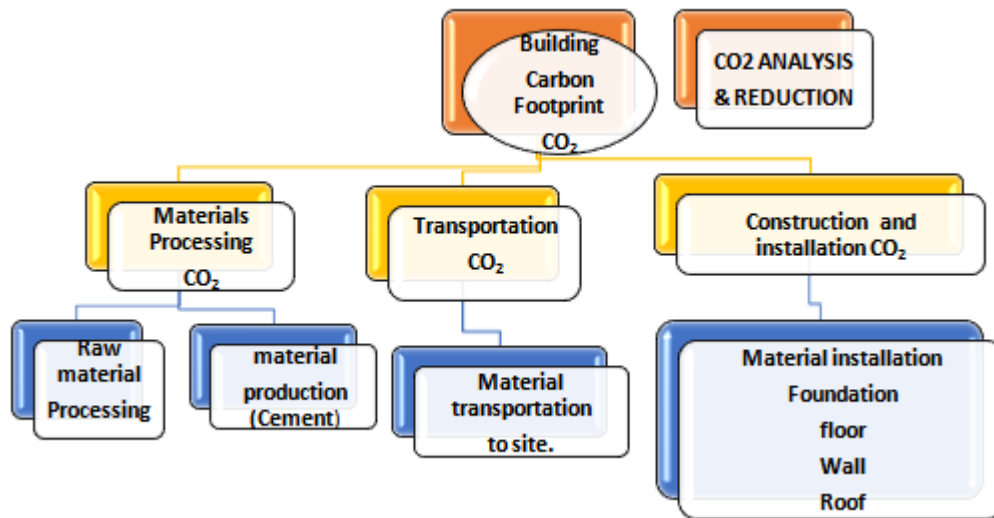 Building
Carbon
Footprint
CO₂
CO2 ANALYSIS
& REDUCTION
Materials
Processing
CO₂
Transportation
CO₂
Construction and
installation CO₂
Raw
material
Processing
material
production
(Cement)
Material
transportation
to site.
Material installation
Foundation
floor
Wall
Roof